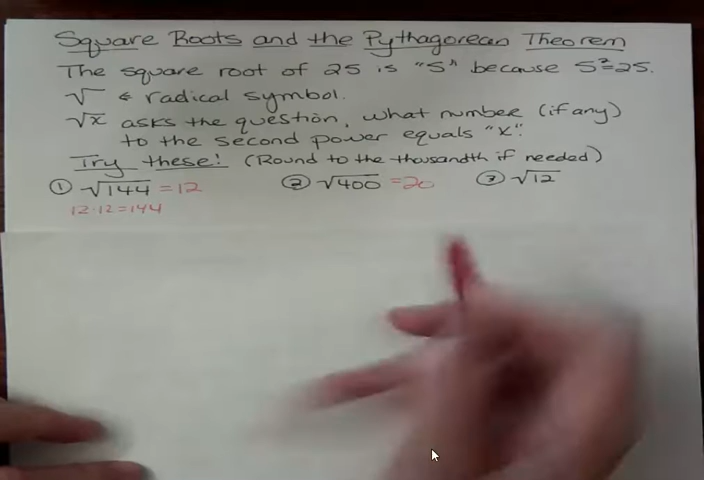 Square Roots and the Pythagorean Theorem
The square root of 25 is "5" because 5²=25.
√ ← radical symbol.
√x asks the question, what number (if any)
to the second power equals "x".
Try these! (Round to the thousandth if needed)
① √144 = 12 ② √400 = 20 ③ √12
12·12=144